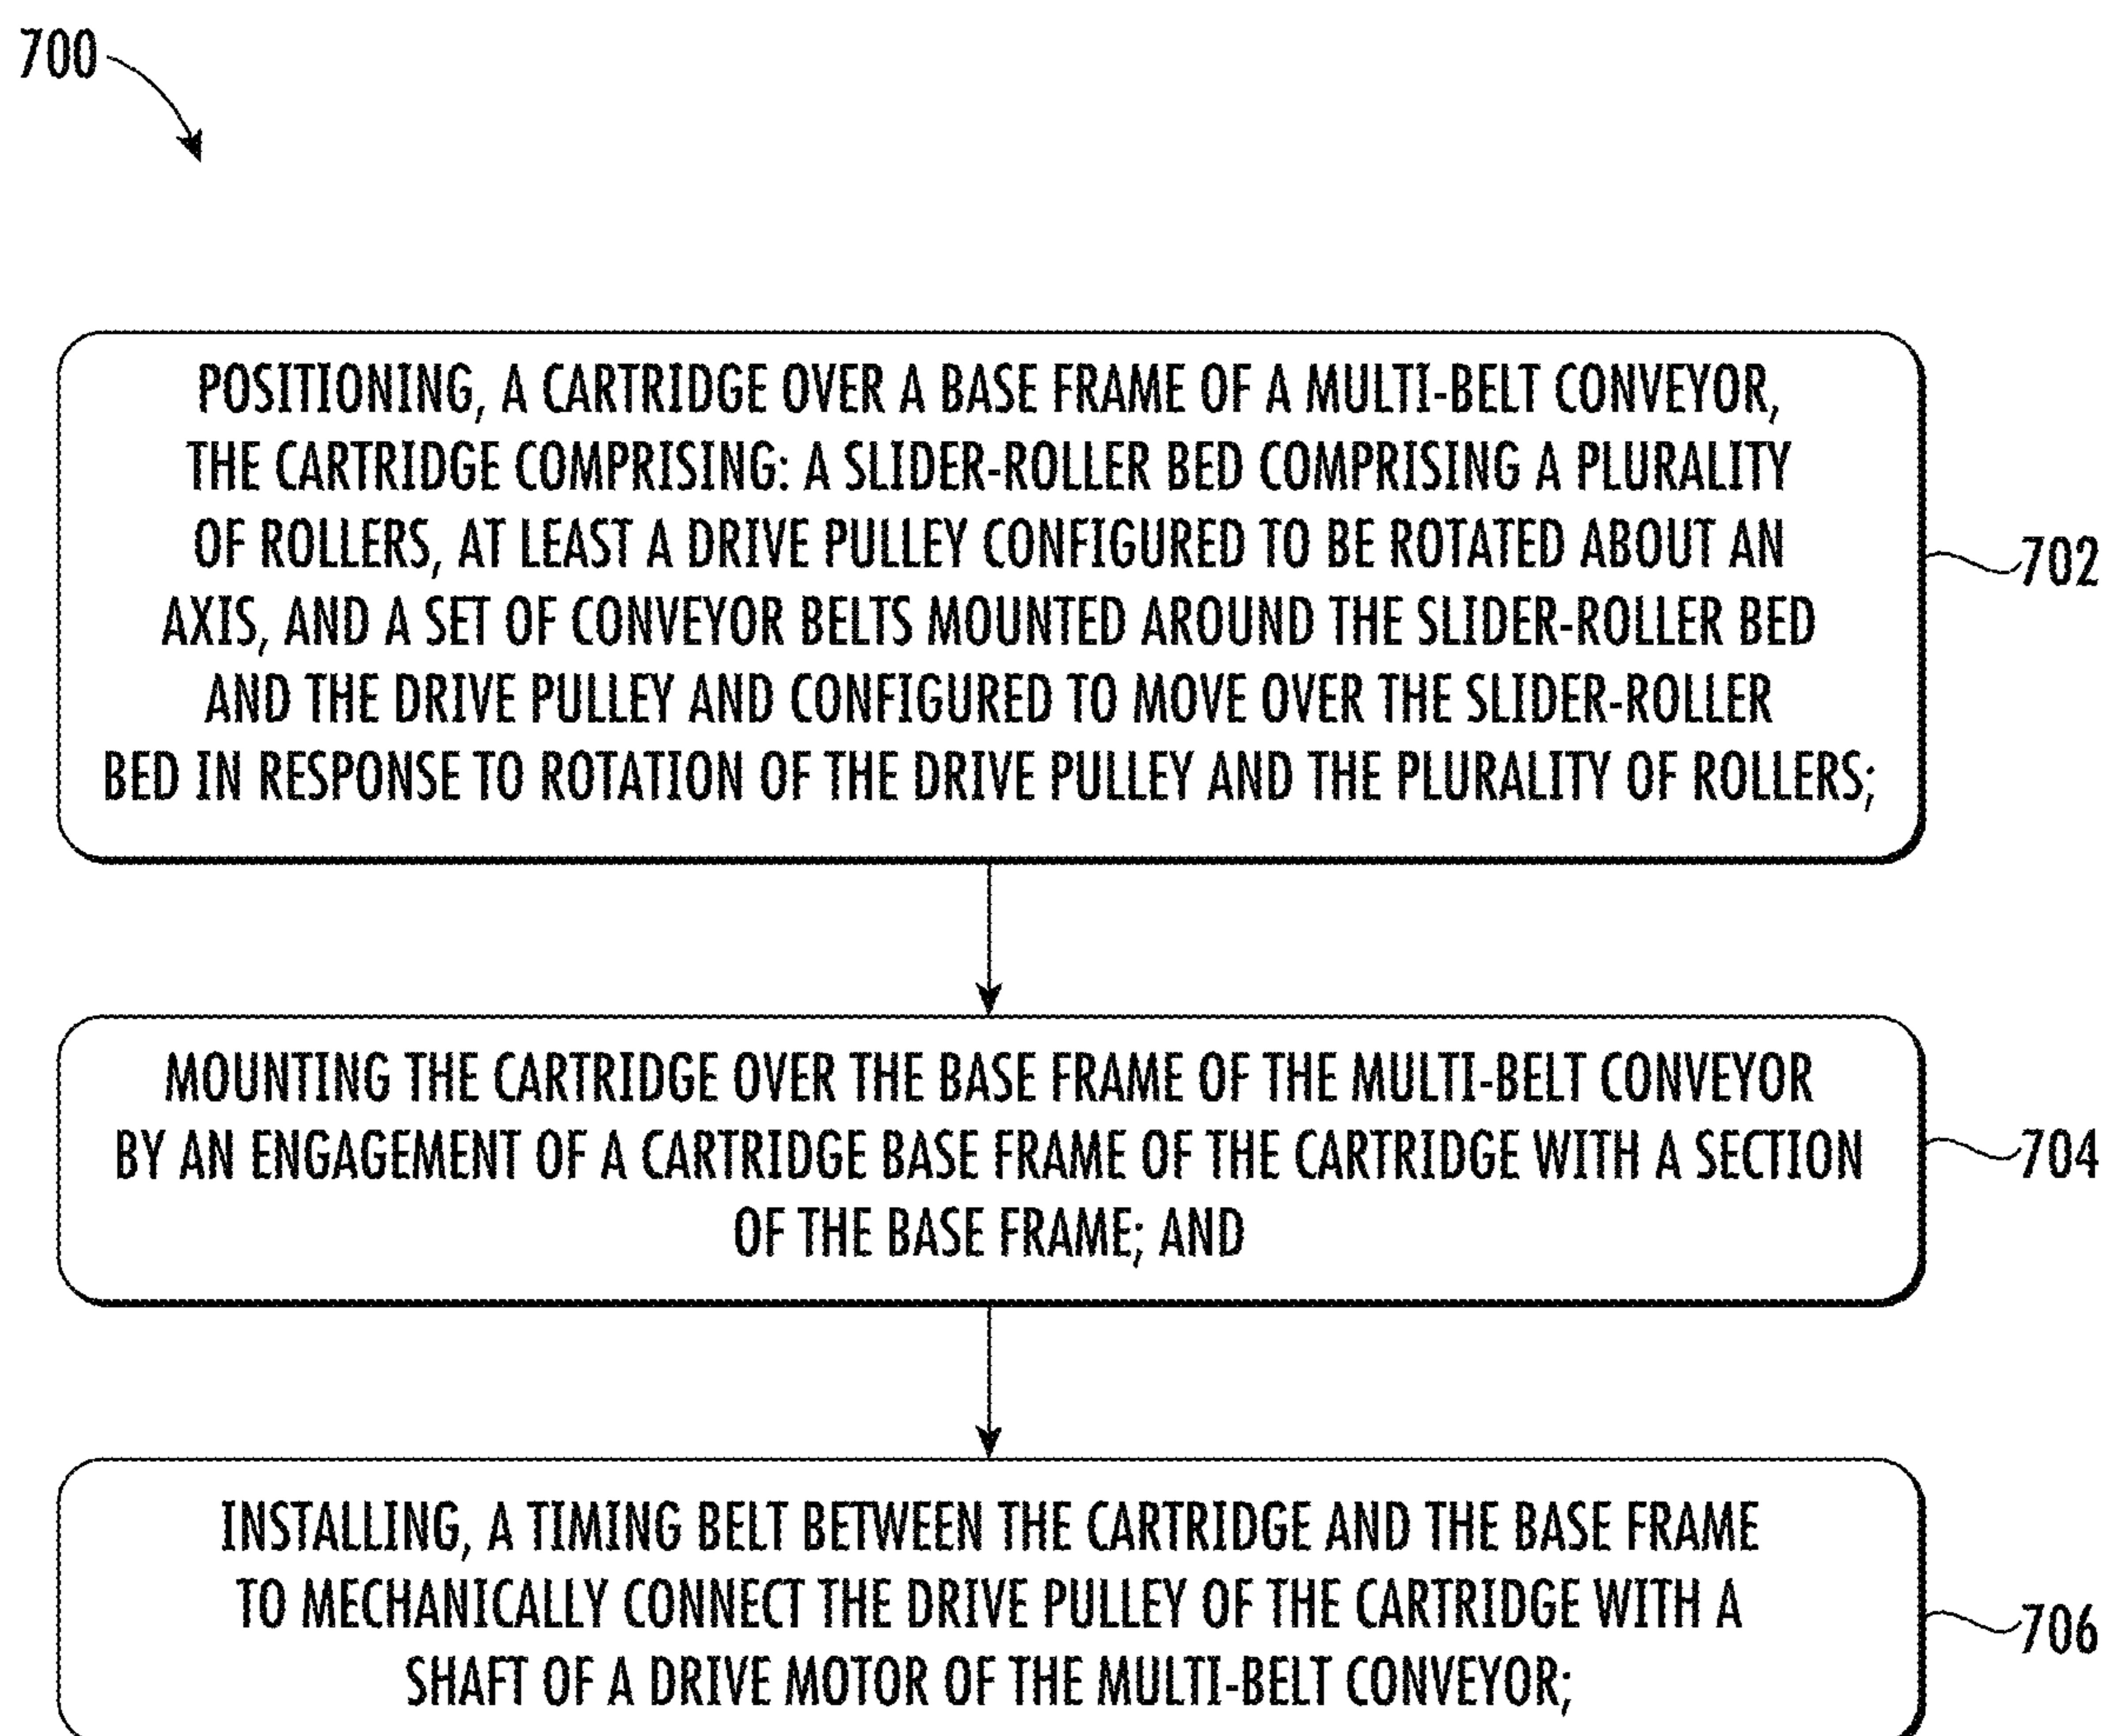 700
POSITIONING, A CARTRIDGE OVER A BASE FRAME OF A MULTI-BELT CONVEYOR,
THE CARTRIDGE COMPRISING: A SLIDER-ROLLER BED COMPRISING A PLURALITY
OF ROLLERS, AT LEAST A DRIVE PULLEY CONFIGURED TO BE ROTATED ABOUT AN
AXIS, AND A SET OF CONVEYOR BELTS MOUNTED AROUND THE SLIDER-ROLLER BED
AND THE DRIVE PULLEY AND CONFIGURED TO MOVE OVER THE SLIDER-ROLLER
BED IN RESPONSE TO ROTATION OF THE DRIVE PULLEY AND THE PLURALITY OF ROLLERS;
702
MOUNTING THE CARTRIDGE OVER THE BASE FRAME OF THE MULTI-BELT CONVEYOR
BY AN ENGAGEMENT OF A CARTRIDGE BASE FRAME OF THE CARTRIDGE WITH A SECTION
OF THE BASE FRAME; AND
704
INSTALLING, A TIMING BELT BETWEEN THE CARTRIDGE AND THE BASE FRAME
TO MECHANICALLY CONNECT THE DRIVE PULLEY OF THE CARTRIDGE WITH A
SHAFT OF A DRIVE MOTOR OF THE MULTI-BELT CONVEYOR;
706